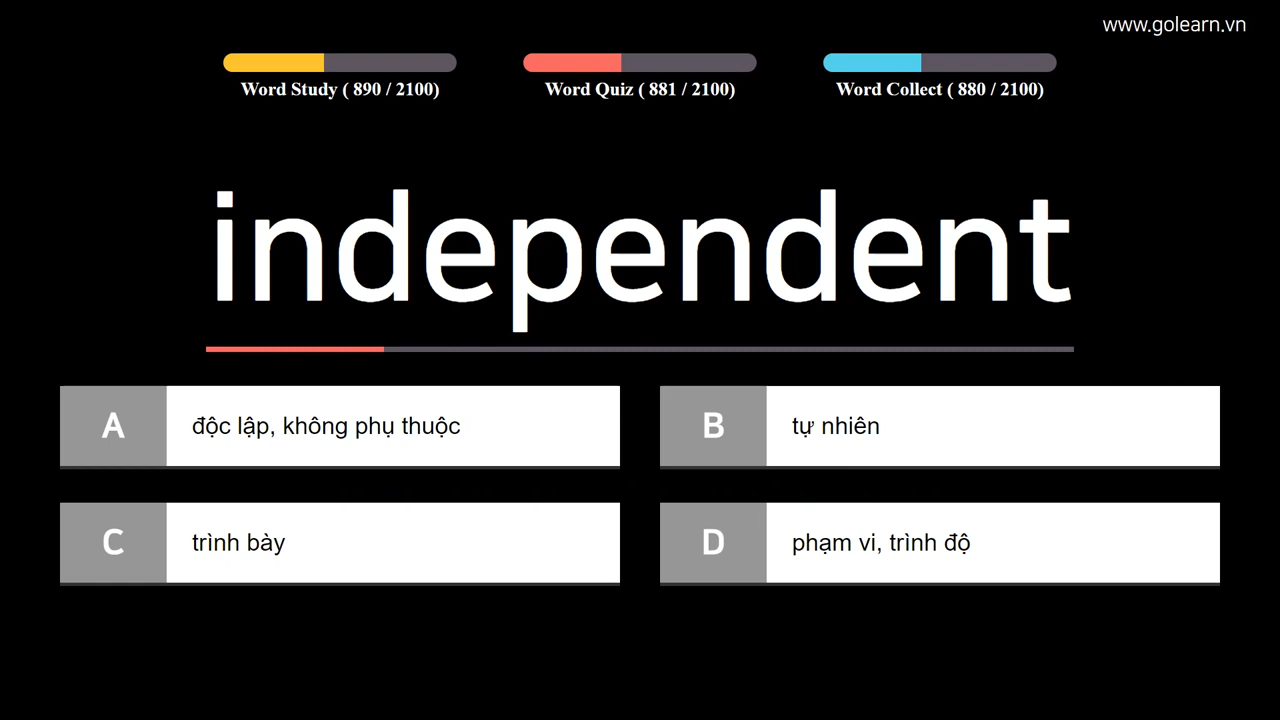 www.golearn.vn
Word Study ( 890 / 2100)
Word Quiz ( 881 / 2100)
Word Collect ( 880 / 2100)
independent
A
độc lập, không phụ thuộc
B
tự nhiên
C
trình bày
D
phạm vi, trình độ